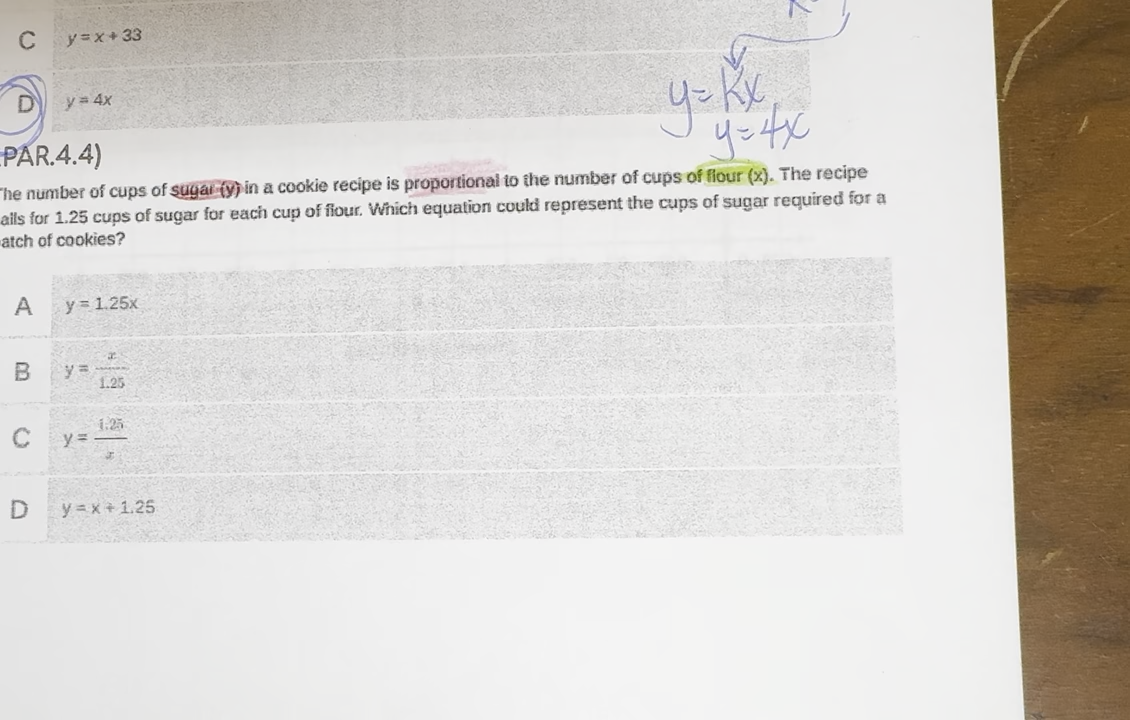 C y = x + 33
D y = 4x
y = kx
y = 4x
PAR.4.4)
The number of cups of sugar (y) in a cookie recipe is proportional to the number of cups of flour (x). The recipe
alls for 1.25 cups of sugar for each cup of flour. Which equation could represent the cups of sugar required for a
atch of cookies?
A y = 1.25x
B y = x/1.25
C y = 1.25/x
D y = x + 1.25